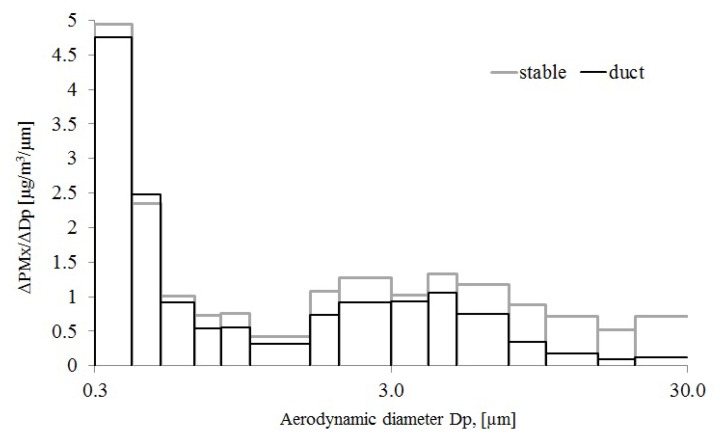 5
4.5
4
3.5
3
2.5
2
1.5
1
0.5
0
ΔPMx/ΔDp [µg/m³/µm]
stable duct
0.3 3.0 30.0
Aerodynamic diameter Dp, [µm]